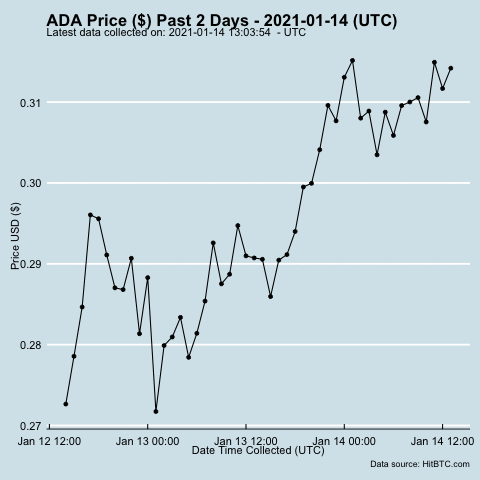 ADA Price ($) Past 2 Days - 2021-01-14 (UTC)
Latest data collected on: 2021-01-14 13:03:54 - UTC
0.31
0.30
0.29
0.28
0.27
Price USD ($)
Jan 12 12:00 Jan 13 00:00 Jan 13 12:00 Jan 14 00:00 Jan 14 12:00
Date Time Collected (UTC)
Data source: HitBTC.com